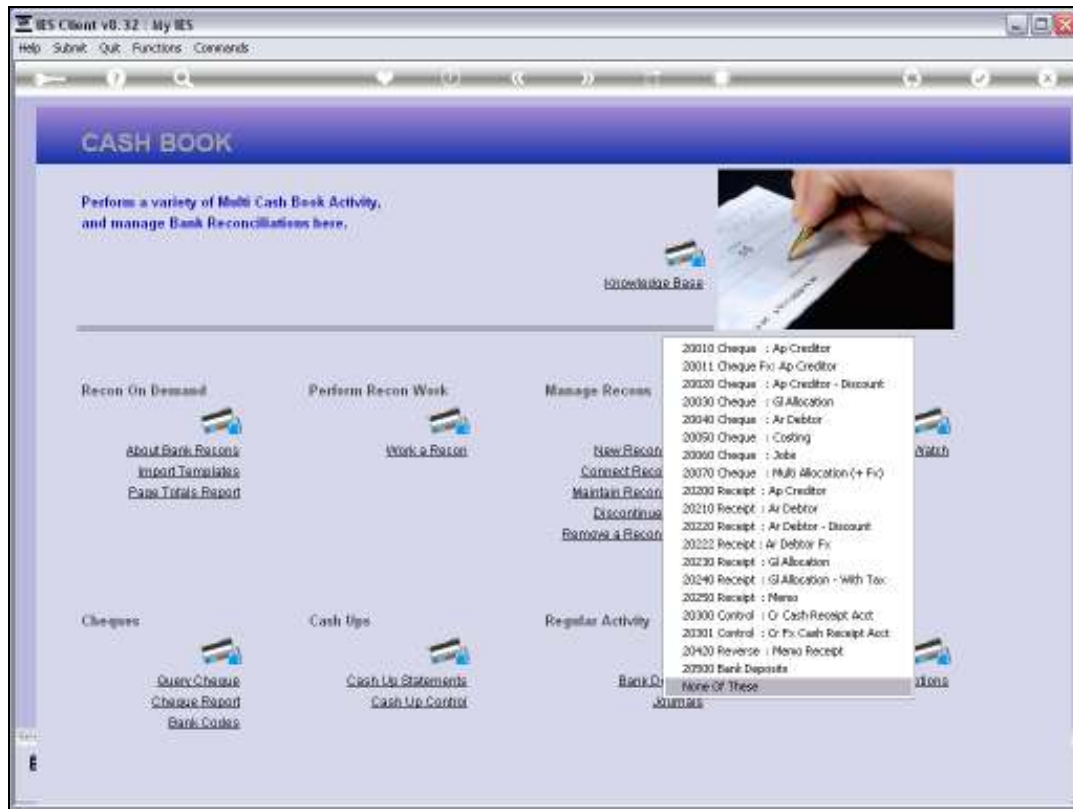 IES Client v8.32 : My IES
Help Submit Quit Functions Commands
CASH BOOK
Perform a variety of Multi Cash Book Activity,
and manage Bank Reconciliations here.
Knowledge Base
Recon On Demand
About Bank Recons
Import Templates
Page Totals Report
Perform Recon Work
Work a Recon
Manage Recons
New Recon
Connect Reco
Maintain Recon
Discontinue
Remove a Recon
Watch
20010 Cheque : Ap Creditor
20011 Cheque Fx: Ap Creditor
20020 Cheque : Ap Creditor - Discount
20030 Cheque : Gl Allocation
20040 Cheque : Ar Debtor
20050 Cheque : Costing
20060 Cheque : Jobs
20070 Cheque : Multi Allocation (+ Fx)
20200 Receipt : Ap Creditor
20210 Receipt : Ar Debtor
20220 Receipt : Ar Debtor - Discount
20222 Receipt : Ar Debtor Fx
20230 Receipt : Gl Allocation
20240 Receipt : Gl Allocation - With Tax
20250 Receipt : Memo
20300 Control : Cr Cash Receipt Acct
20301 Control : Cr Fx Cash Receipt Acct
20420 Reverse : Memo Receipt
20500 Bank Deposits
None Of These
Cheques
Query Cheque
Cheque Report
Bank Codes
Cash Ups
Cash Up Statements
Cash Up Control
Regular Activity
Bank D
Journals